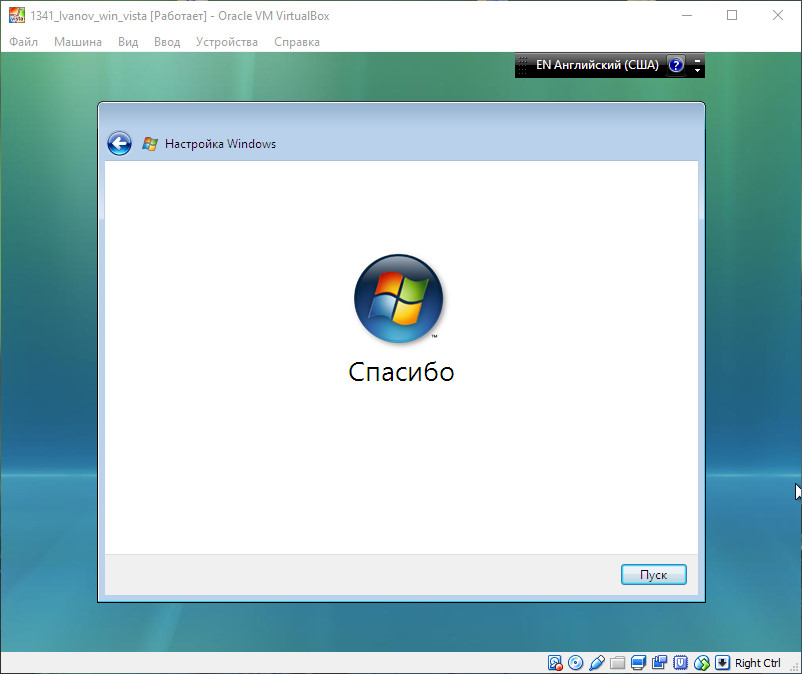 1341_Ivanov_win_vista [Работает] - Oracle VM VirtualBox
Файл Машина Вид Ввод Устройства Справка
EN Английский (США) ?
Настройка Windows
™
Спасибо
Пуск
Right Ctrl